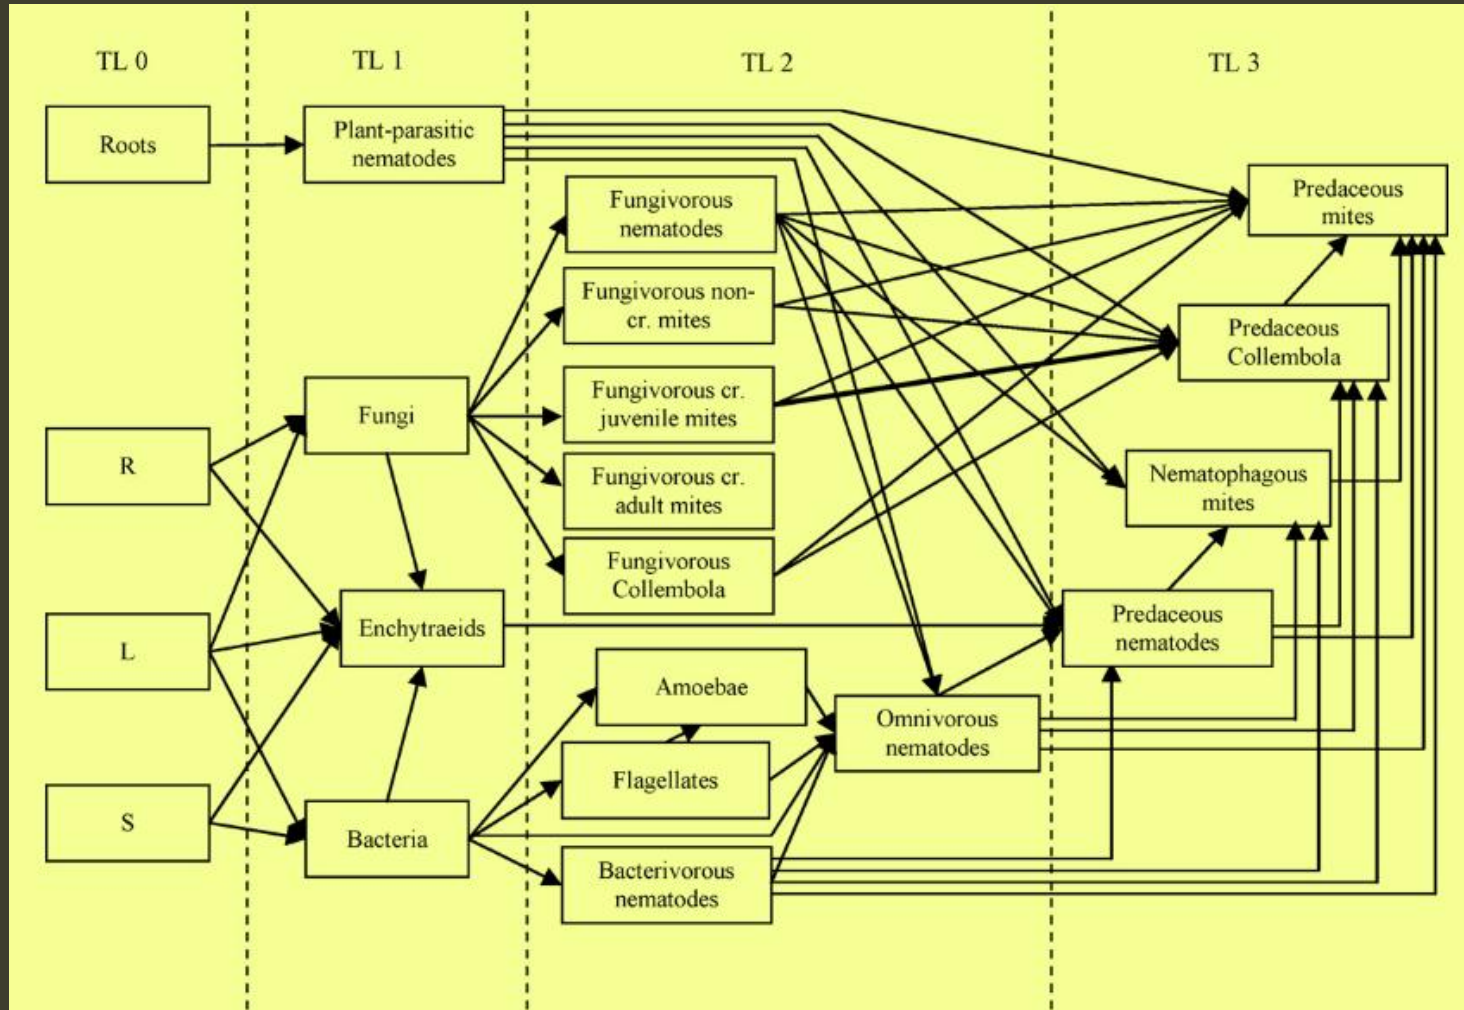 TL 0
TL 1
TL 2
TL 3
Roots
Plant-parasitic
nematodes
Fungivorous
nematodes
Predaceous
mites
Fungivorous non-
cr. mites
Predaceous
Collembola
Fungivorous cr.
juvenile mites
Fungi
R
Fungivorous cr.
adult mites
Nematophagous
mites
Fungivorous
Collembola
Enchytraeids
Predaceous
nematodes
L
Amoebae
Omnivorous
nematodes
Flagellates
S
Bacteria
Bacterivorous
nematodes